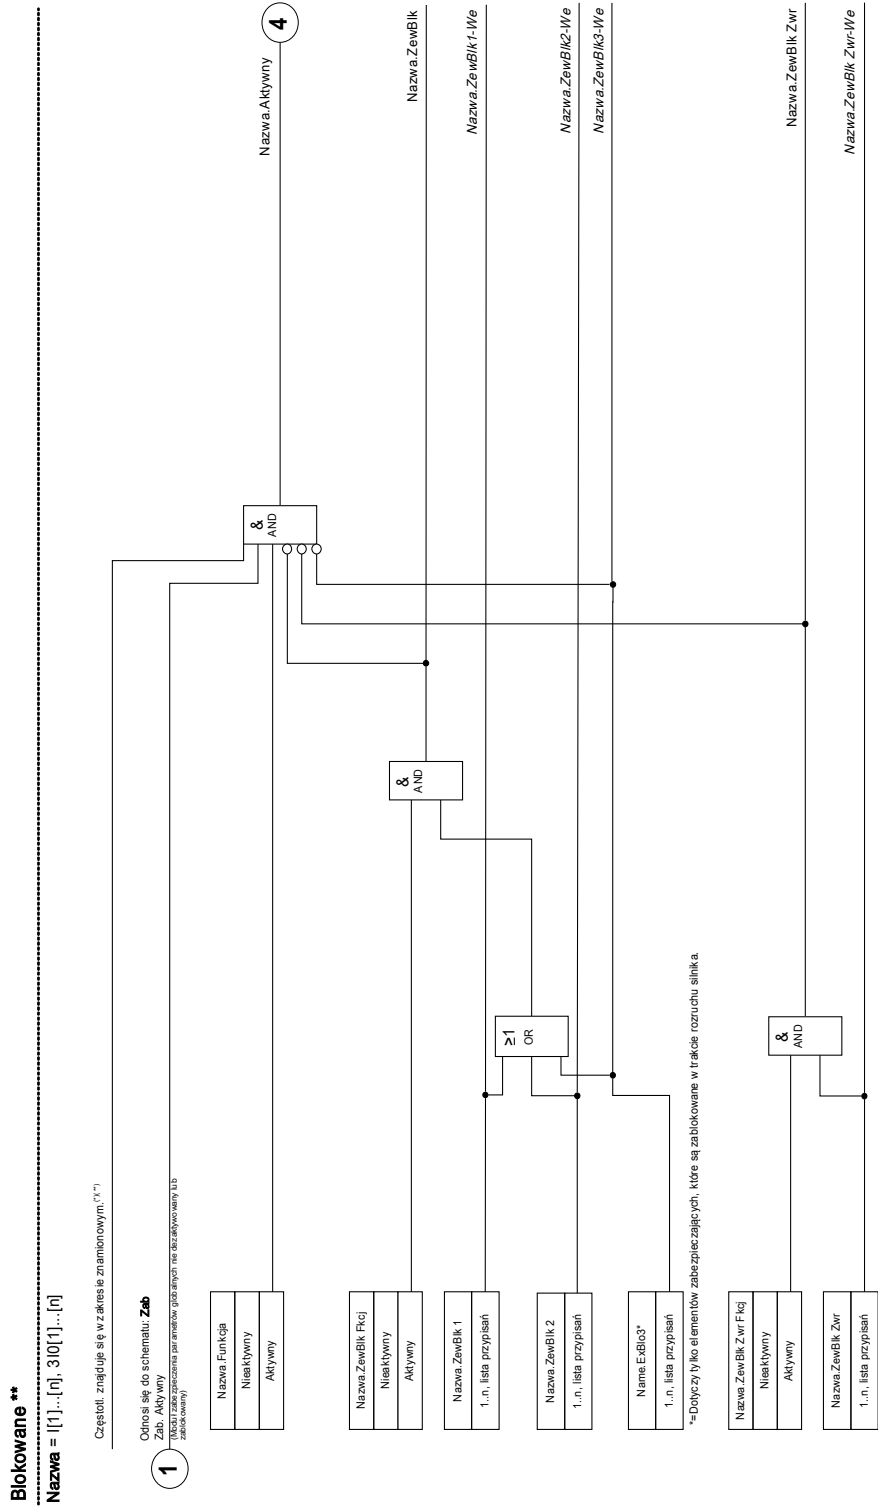 Blokowane **
Nazwa = I[1]...[n], 3I0[1]...[n]
Częstotl. znajduje się w zakresie znamionowym.("X")
Odnosi się do schematu: Zab
Zab. Aktywny
(Moduł zabezpieczenia parametrów globalnych nie dezaktywowany lub
zablokowany)
1
Nazwa.Funkcja
Nieaktywny
Aktywny
&
AND
Nazwa.Aktywny
4
Nazwa.ZewBlk Fkcj
Nieaktywny
Aktywny
&
AND
Nazwa.ZewBlk
Nazwa.ZewBlk 1
1..n, lista przypisań
Nazwa.ZewBlk1-We
≥1
OR
Nazwa.ZewBlk 2
1..n, lista przypisań
Nazwa.ZewBlk2-We
Nazwa.ZewBlk3-We
Name.ExBlo3*
1..n, lista przypisań
*=Dotyczy tylko elementów zabezpieczających, które są zablokowane w trakcie rozruchu silnika.
Nazwa.ZewBlk Zwr Fkcj
Nieaktywny
Aktywny
&
AND
Nazwa.ZewBlk Zwr
Nazwa.ZewBlk Zwr
1..n, lista przypisań
Nazwa.ZewBlk Zwr-We